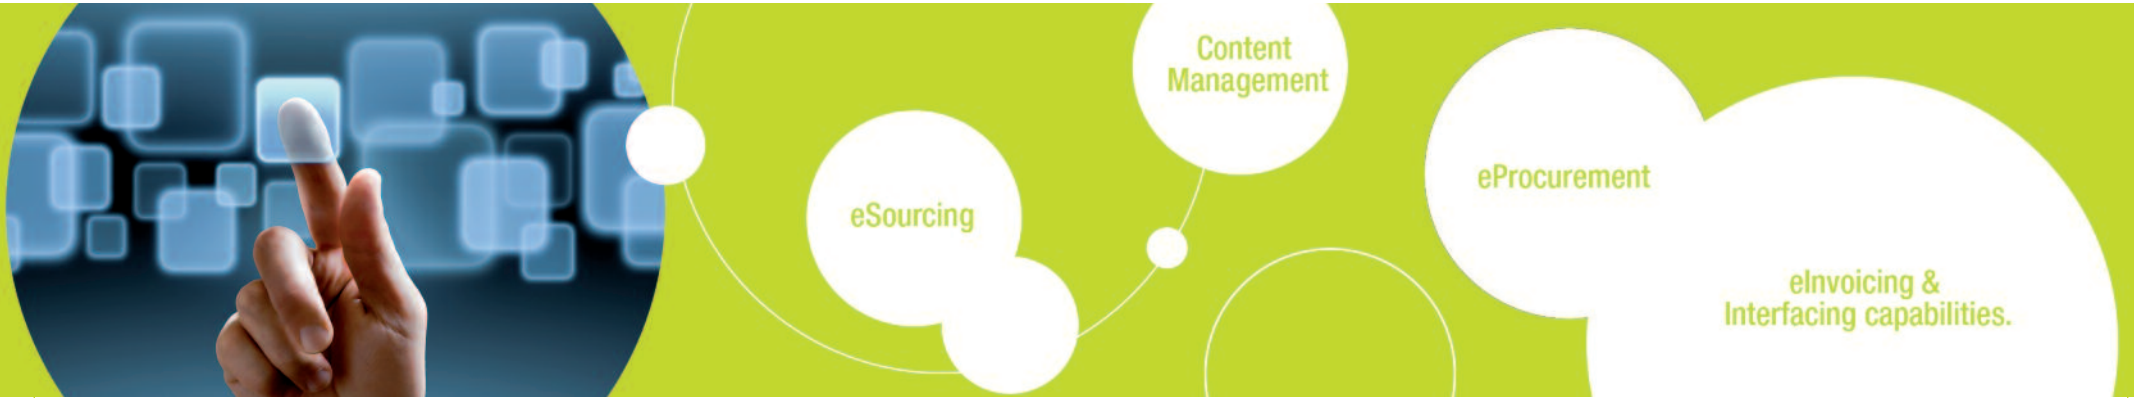 Content
Management
eSourcing
eProcurement
eInvoicing &
Interfacing capabilities.